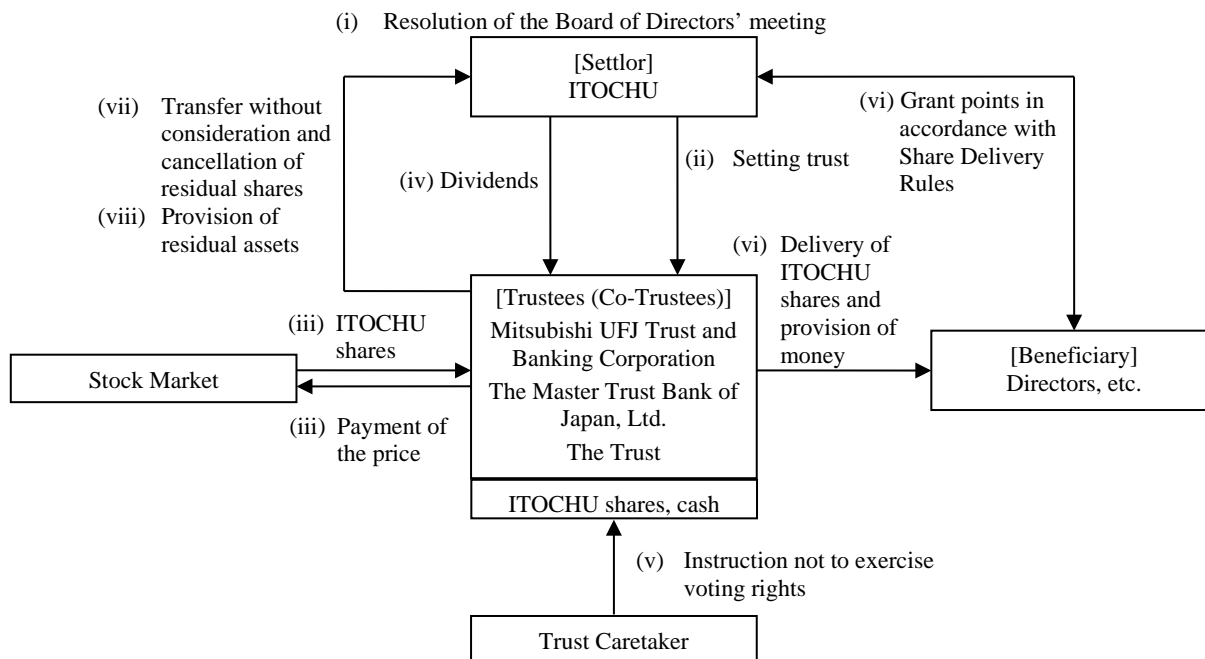 (i) Resolution of the Board of Directors’ meeting
[Settlor]
ITOCHU
(vii) Transfer without
consideration and
cancellation of
residual shares
(viii) Provision of
residual assets
(iv) Dividends
(ii) Setting trust
(vi) Grant points in
accordance with
Share Delivery
Rules
(vi) Delivery of
ITOCHU
shares and
provision of
money
[Trustees (Co-Trustees)]
Mitsubishi UFJ Trust and
Banking Corporation
The Master Trust Bank of
Japan, Ltd.
The Trust
(iii) ITOCHU
shares
Stock Market
(iii) Payment of
the price
[Beneficiary]
Directors, etc.
ITOCHU shares, cash
(v) Instruction not to exercise
voting rights
Trust Caretaker